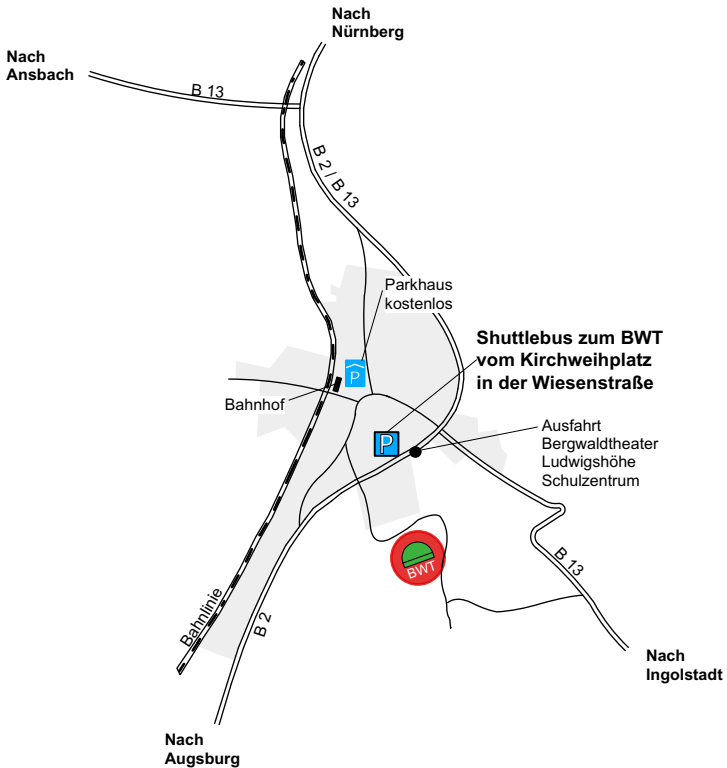 Nach
Nürnberg
Nach
Ansbach
B 13
B 2 / B 13
Parkhaus
kostenlos
Shuttlebus zum BWT
vom Kirchweihplatz
in der Wiesenstraße
P
Bahnhof
P
Ausfahrt
Bergwaldtheater
Ludwigshöhe
Schulzentrum
BWT
B 13
Bahnlinie
B 2
Nach
Ingolstadt
Nach
Augsburg